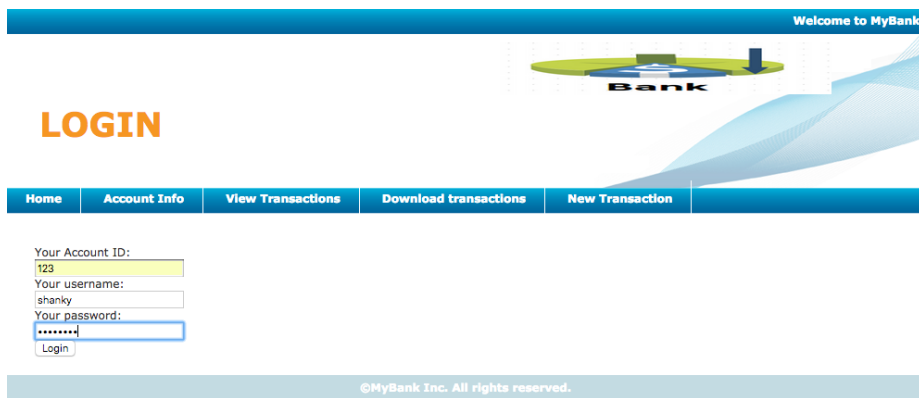 Welcome to MyBank
Bank
LOGIN
Home Account Info View Transactions Download transactions New Transaction
Your Account ID:
123
Your username:
shanky
Your password:
••••••••
Login
©MyBank Inc. All rights reserved.